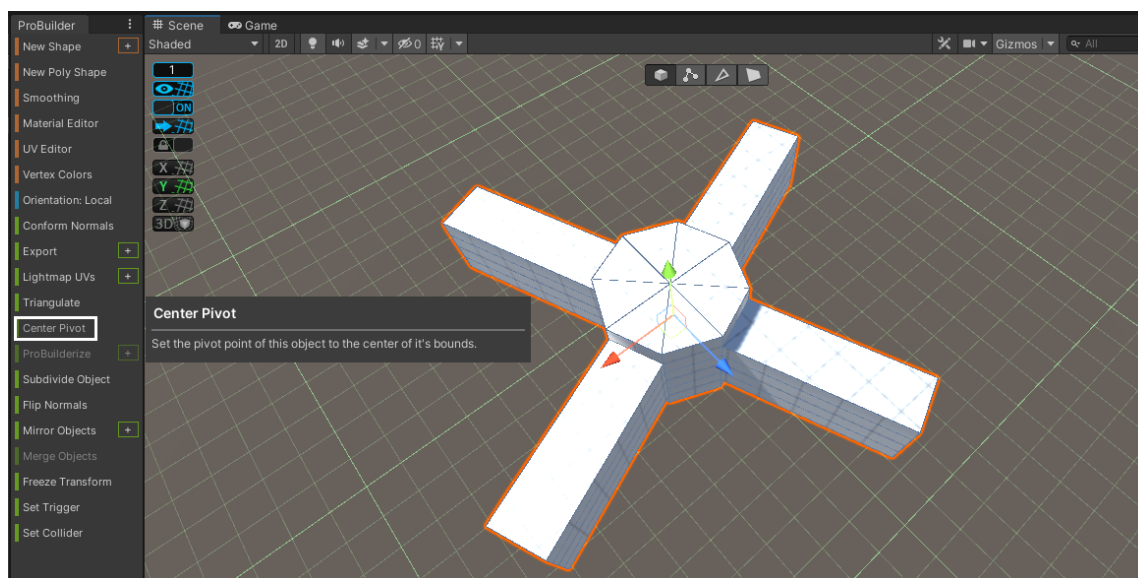 ProBuilder
New Shape +
New Poly Shape
Smoothing
Material Editor
UV Editor
Vertex Colors
Orientation: Local
Conform Normals
Export +
Lightmap UVs +
Triangulate
Center Pivot
ProBuilderize +
Subdivide Object
Flip Normals
Mirror Objects +
Merge Objects
Freeze Transform
Set Trigger
Set Collider
Scene Game
Shaded 2D 0 Gizmos All
1
ON
X
Y
Z
3D
Center Pivot
Set the pivot point of this object to the center of it's bounds.